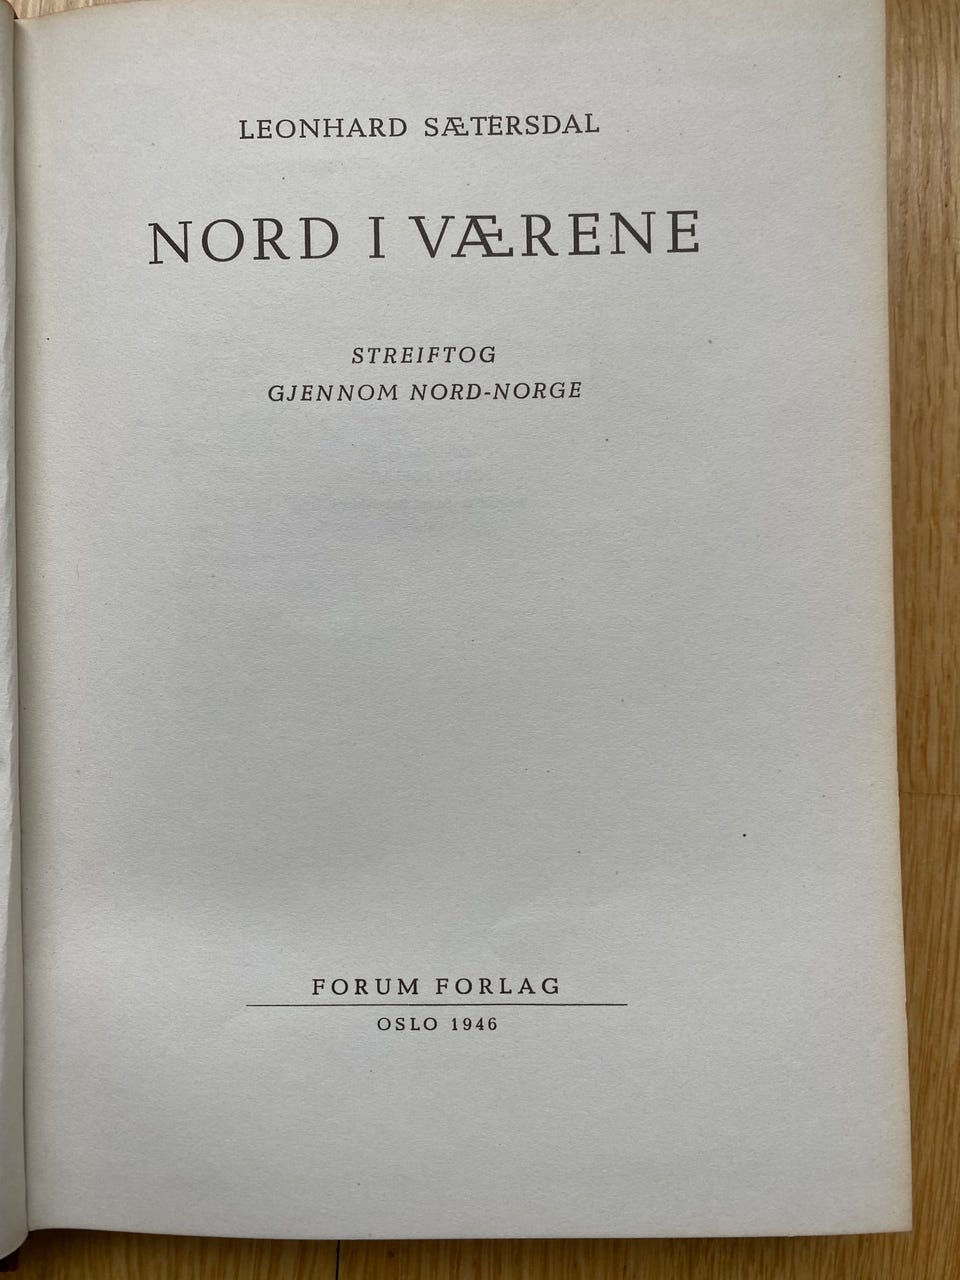 LEONHARD SÆTERSDAL
NORD I VÆRENE
STREIFTOG
GJENNOM NORD-NORGE
FORUM FORLAG
OSLO 1946